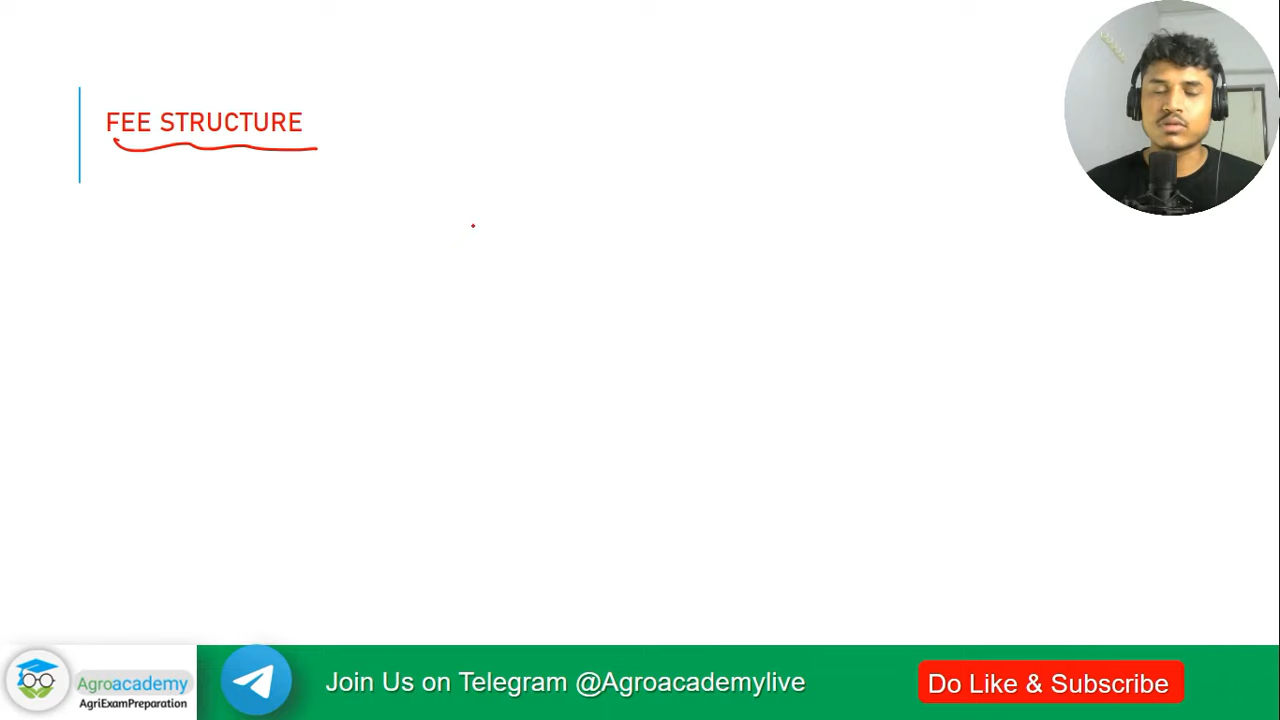 FEE STRUCTURE
Agroacademy
AgriExamPreparation
Join Us on Telegram @Agroacademylive
Do Like & Subscribe